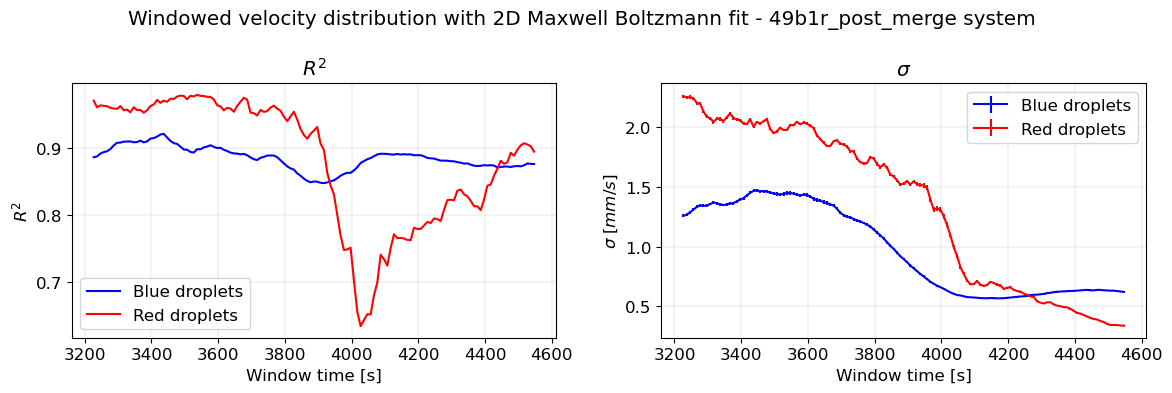 Windowed velocity distribution with 2D Maxwell Boltzmann fit - 49b1r_post_merge system
R²
R²
0.9
0.8
0.7
Blue droplets
Red droplets
3200 3400 3600 3800 4000 4200 4400 4600
Window time [s]
σ
σ [mm/s]
2.0
1.5
1.0
0.5
Blue droplets
Red droplets
3200 3400 3600 3800 4000 4200 4400 4600
Window time [s]